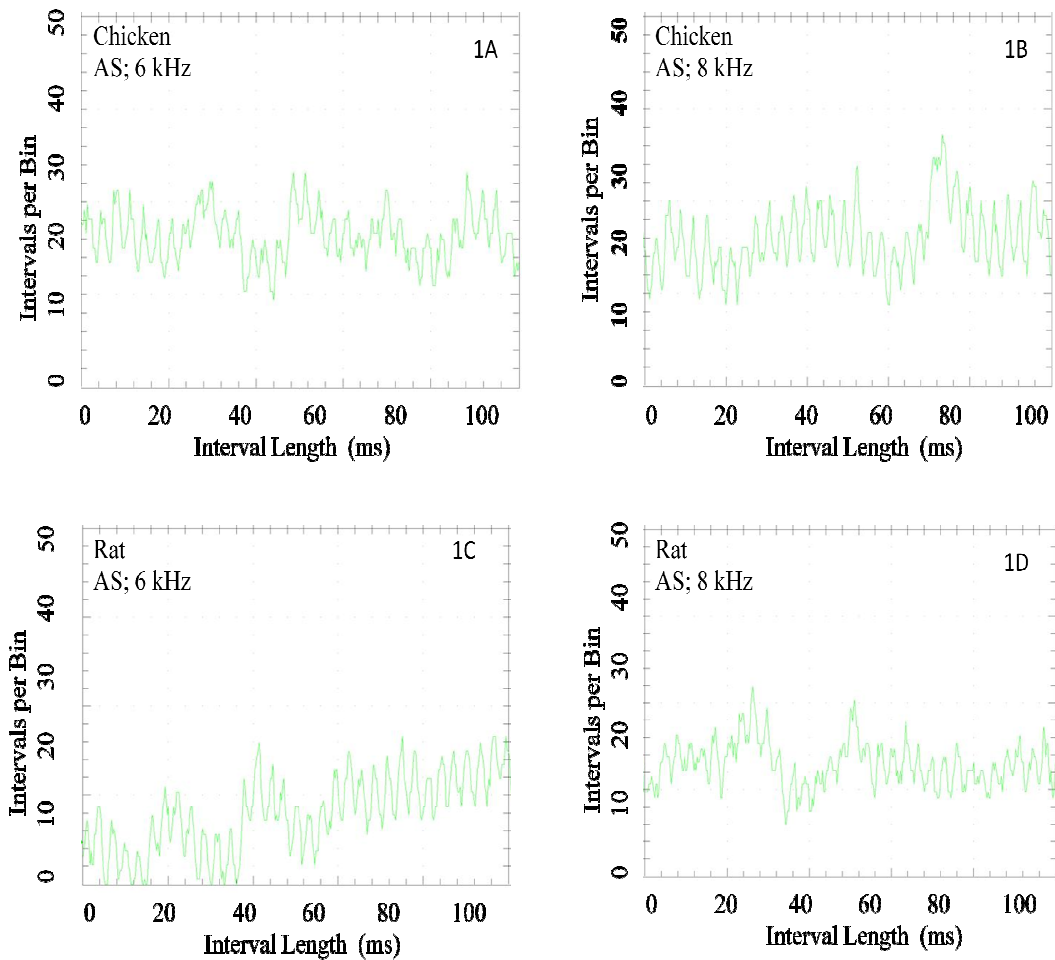 Chicken
AS; 6 kHz
1A
50
40
30
20
10
0
Intervals per Bin
0 20 40 60 80 100
Interval Length (ms)
Chicken
AS; 8 kHz
1B
50
40
30
20
10
0
Intervals per Bin
0 20 40 60 80 100
Interval Length (ms)
Rat
AS; 6 kHz
1C
50
40
30
20
10
0
Intervals per Bin
0 20 40 60 80 100
Interval Length (ms)
Rat
AS; 8 kHz
1D
50
40
30
20
10
0
Intervals per Bin
0 20 40 60 80 100
Interval Length (ms)